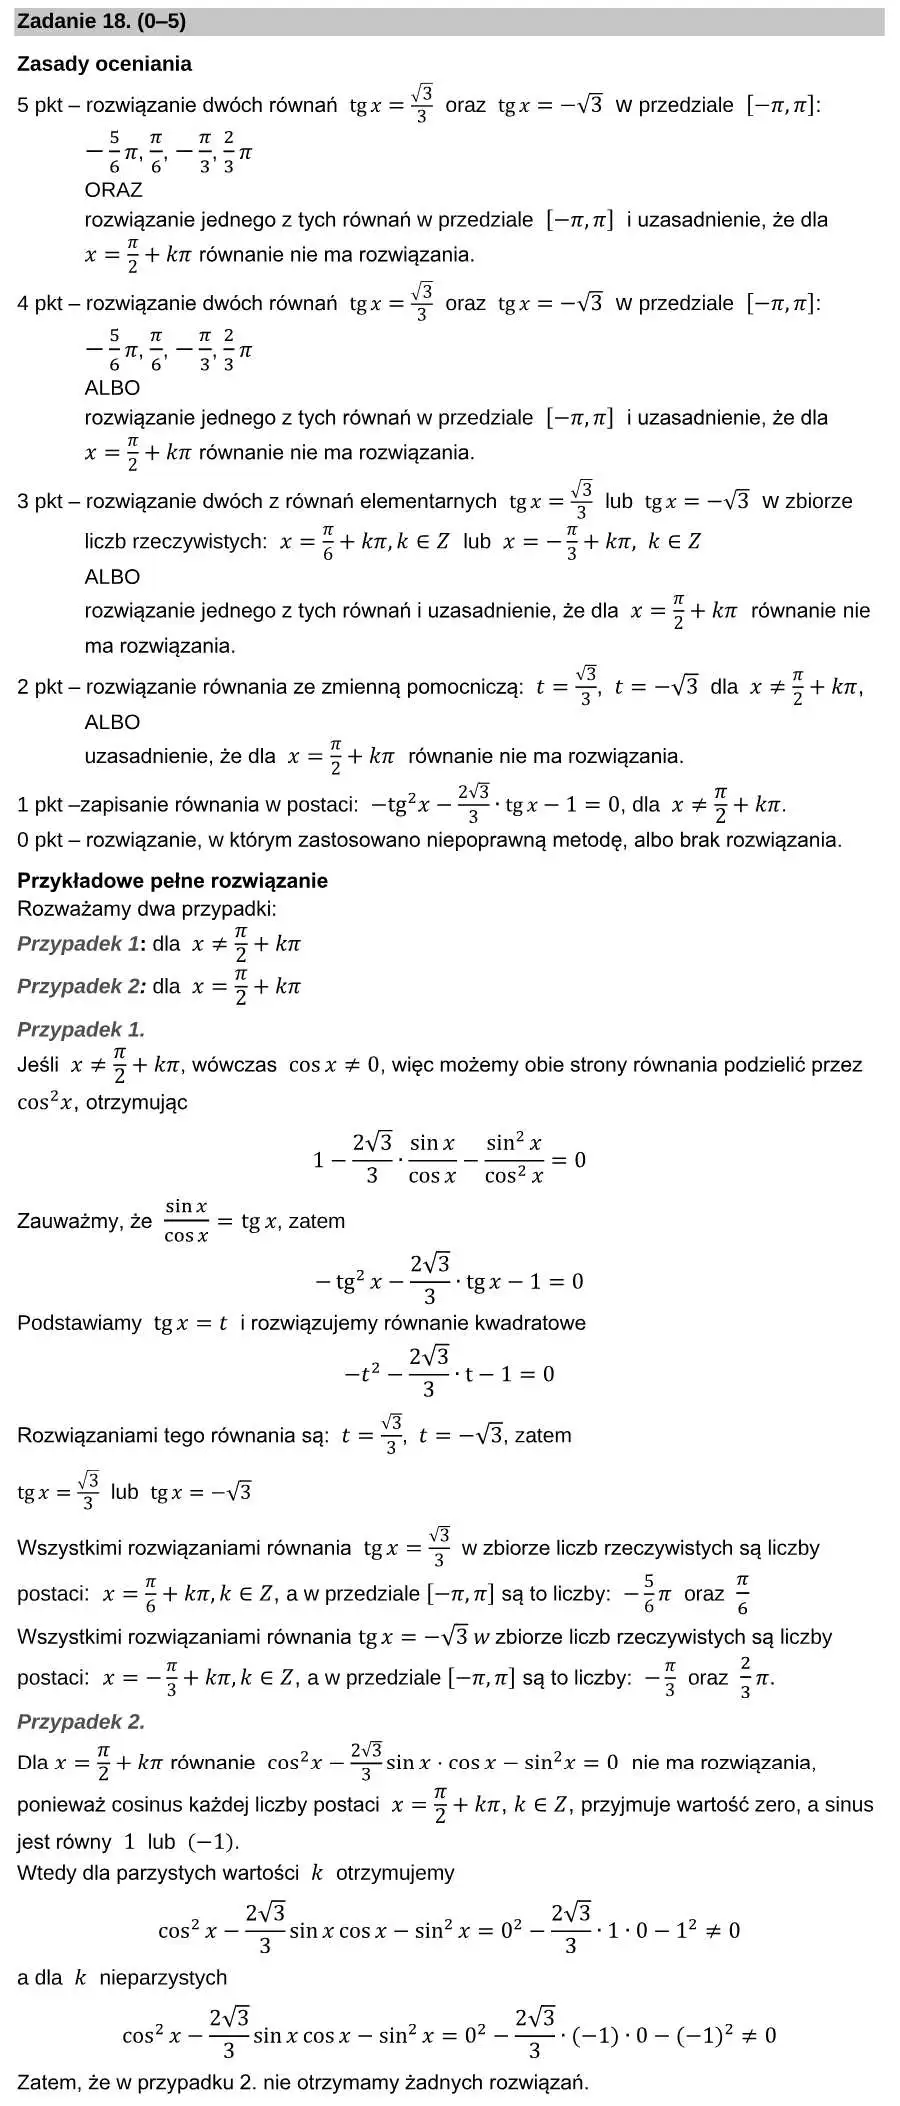 Zadanie 18. (0–5)
Zasady oceniania
5 pkt – rozwiązanie dwóch równań tg x = √3/3 oraz tg x = −√3 w przedziale [−π, π]:
−5/6 π, π/6, −π/3, 2/3 π
ORAZ
rozwiązanie jednego z tych równań w przedziale [−π, π] i uzasadnienie, że dla
x = π/2 + kπ równanie nie ma rozwiązania.
4 pkt – rozwiązanie dwóch równań tg x = √3/3 oraz tg x = −√3 w przedziale [−π, π]:
−5/6 π, π/6, −π/3, 2/3 π
ALBO
rozwiązanie jednego z tych równań w przedziale [−π, π] i uzasadnienie, że dla
x = π/2 + kπ równanie nie ma rozwiązania.
3 pkt – rozwiązanie dwóch z równań elementarnych tg x = √3/3 lub tg x = −√3 w zbiorze
liczb rzeczywistych: x = π/6 + kπ, k ∈ Z lub x = −π/3 + kπ, k ∈ Z
ALBO
rozwiązanie jednego z tych równań i uzasadnienie, że dla x = π/2 + kπ równanie nie
ma rozwiązania.
2 pkt – rozwiązanie równania ze zmienną pomocniczą: t = √3/3, t = −√3 dla x ≠ π/2 + kπ,
ALBO
uzasadnienie, że dla x = π/2 + kπ równanie nie ma rozwiązania.
1 pkt –zapisanie równania w postaci: −tg²x − 2√3/3 · tg x − 1 = 0, dla x ≠ π/2 + kπ.
0 pkt – rozwiązanie, w którym zastosowano niepoprawną metodę, albo brak rozwiązania.
Przykładowe pełne rozwiązanie
Rozważamy dwa przypadki:
Przypadek 1: dla x ≠ π/2 + kπ
Przypadek 2: dla x = π/2 + kπ
Przypadek 1.
Jeśli x ≠ π/2 + kπ, wówczas cos x ≠ 0, więc możemy obie strony równania podzielić przez
cos²x, otrzymując
1 − 2√3/3 · sin x/cos x − sin² x/cos² x = 0
Zauważmy, że sin x/cos x = tg x, zatem
− tg² x − 2√3/3 · tg x − 1 = 0
Podstawiamy tg x = t i rozwiązujemy równanie kwadratowe
−t² − 2√3/3 · t − 1 = 0
Rozwiązaniami tego równania są: t = √3/3, t = −√3, zatem
tg x = √3/3 lub tg x = −√3
Wszystkimi rozwiązaniami równania tg x = √3/3 w zbiorze liczb rzeczywistych są liczby
postaci: x = π/6 + kπ, k ∈ Z, a w przedziale [−π, π] są to liczby: −5/6 π oraz π/6
Wszystkimi rozwiązaniami równania tg x = −√3 w zbiorze liczb rzeczywistych są liczby
postaci: x = −π/3 + kπ, k ∈ Z, a w przedziale [−π, π] są to liczby: −π/3 oraz 2/3 π.
Przypadek 2.
Dla x = π/2 + kπ równanie cos²x − 2√3/3 sin x · cos x − sin²x = 0 nie ma rozwiązania,
ponieważ cosinus każdej liczby postaci x = π/2 + kπ, k ∈ Z, przyjmuje wartość zero, a sinus
jest równy 1 lub (−1).
Wtedy dla parzystych wartości k otrzymujemy
cos² x − 2√3/3 sin x cos x − sin² x = 0² − 2√3/3 · 1 · 0 − 1² ≠ 0
a dla k nieparzystych
cos² x − 2√3/3 sin x cos x − sin² x = 0² − 2√3/3 · (−1) · 0 − (−1)² ≠ 0
Zatem, że w przypadku 2. nie otrzymamy żadnych rozwiązań.